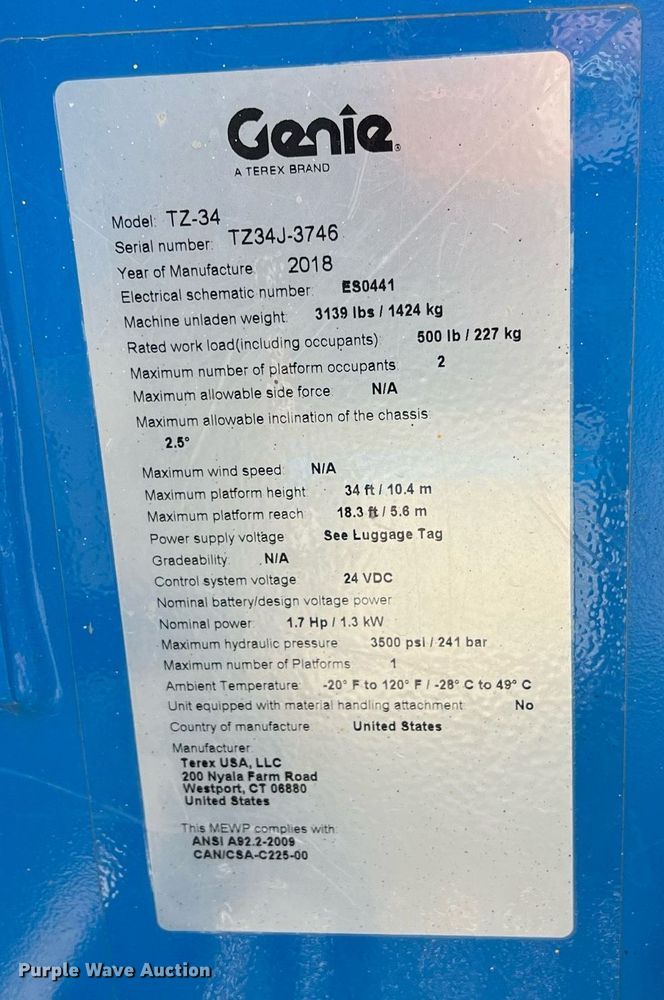 Genie®
A TEREX BRAND
Model: TZ-34
Serial number: TZ34J-3746
Year of Manufacture: 2018
Electrical schematic number: ES0441
Machine unladen weight: 3139 lbs / 1424 kg
Rated work load(including occupants): 500 lb / 227 kg
Maximum number of platform occupants: 2
Maximum allowable side force: N/A
Maximum allowable inclination of the chassis:
2.5°
Maximum wind speed: N/A
Maximum platform height: 34 ft / 10.4 m
Maximum platform reach: 18.3 ft / 5.6 m
Power supply voltage: See Luggage Tag
Gradeability: N/A
Control system voltage: 24 VDC
Nominal battery/design voltage power
Nominal power: 1.7 Hp / 1.3 kW
Maximum hydraulic pressure: 3500 psi / 241 bar
Maximum number of Platforms: 1
Ambient Temperature: -20° F to 120° F / -28° C to 49° C
Unit equipped with material handling attachment: No
Country of manufacture: United States
Manufacturer:
Terex USA, LLC
200 Nyala Farm Road
Westport, CT 06880
United States
This MEWP complies with:
ANSI A92.2-2009
CAN/CSA-C225-00
Purple Wave Auction